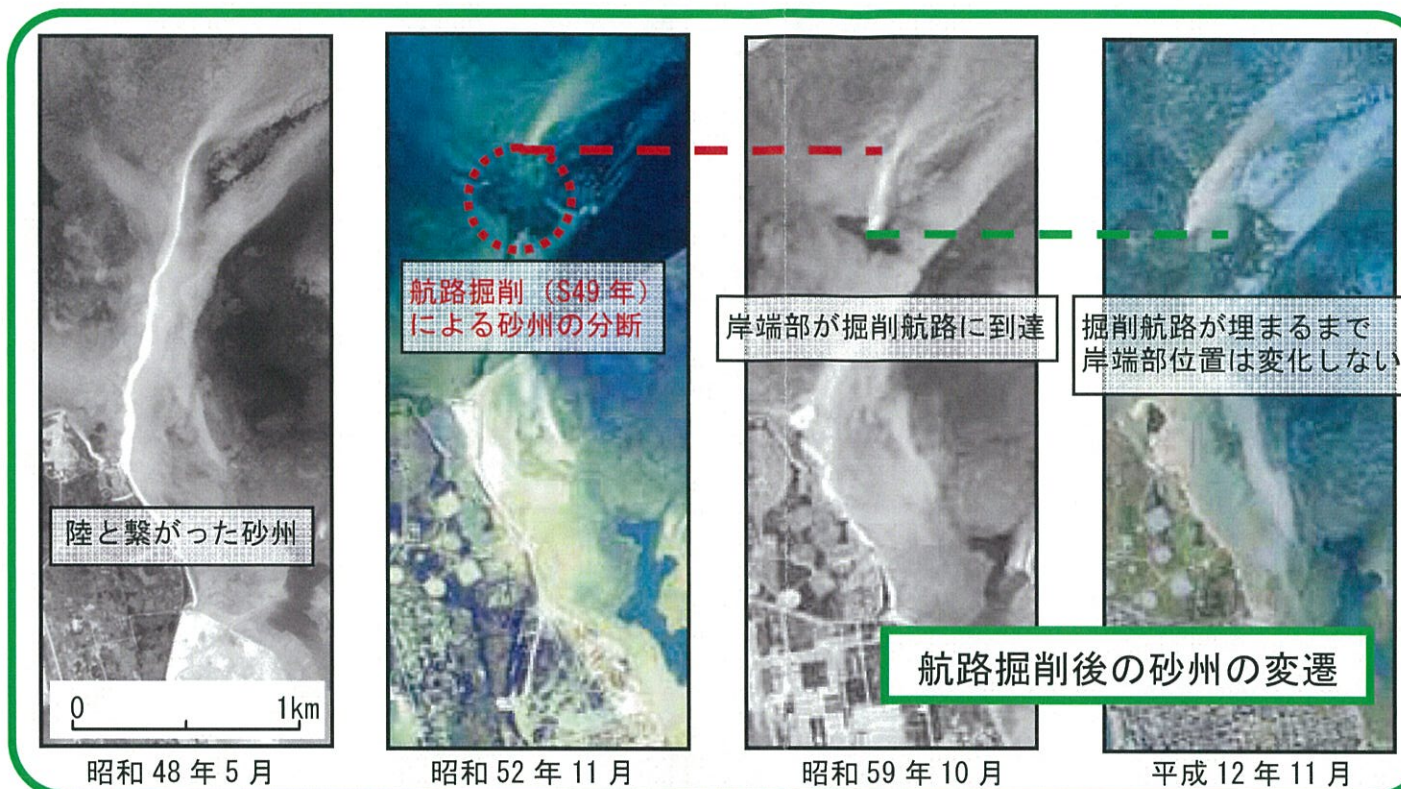 航路掘削（S49年）
による砂州の分断
岸端部が掘削航路に到達
掘削航路が埋まるまで
岸端部位置は変化しない
陸と繋がった砂州
0 1km
航路掘削後の砂州の変遷
昭和48年5月
昭和52年11月
昭和59年10月
平成12年11月